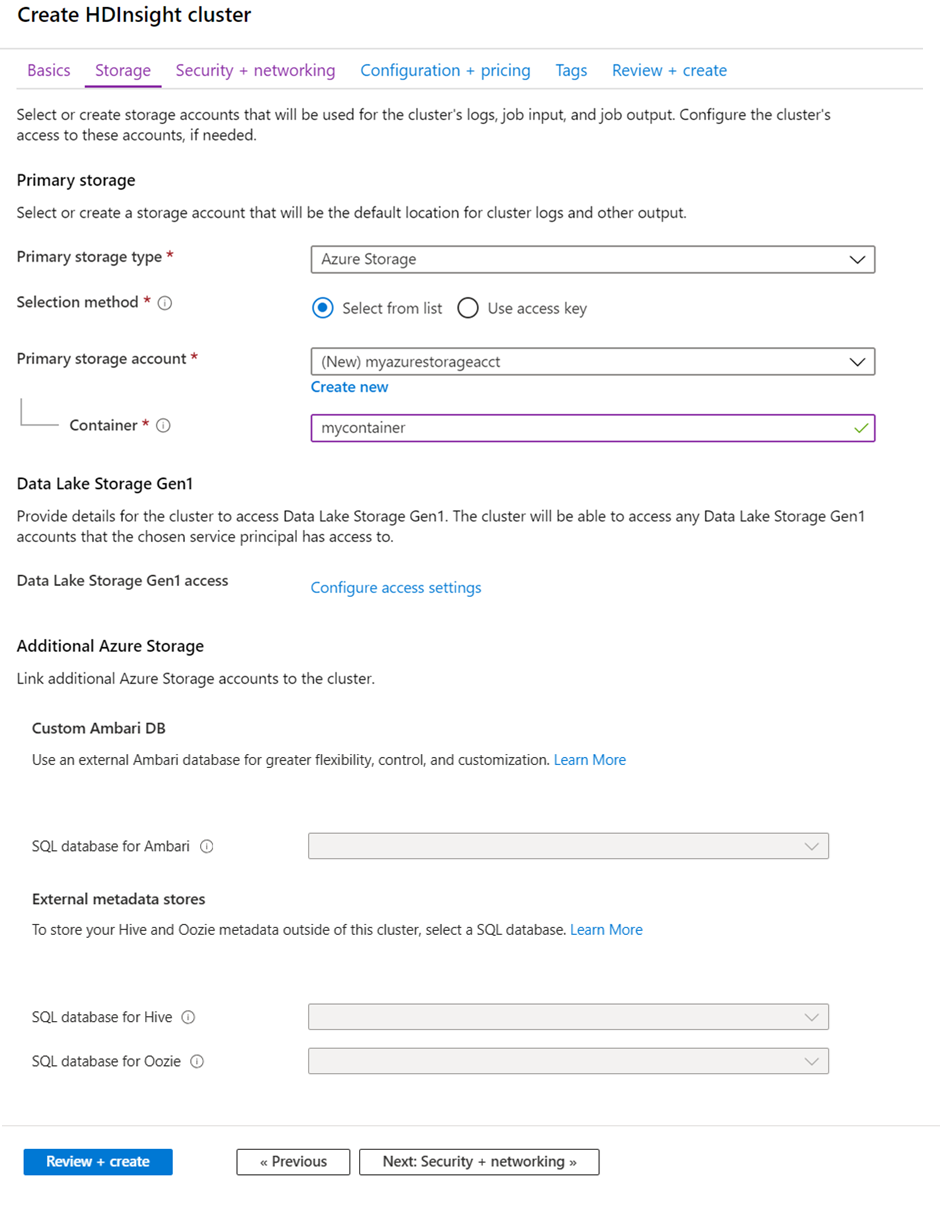 Create HDInsight cluster
Basics Storage Security + networking Configuration + pricing Tags Review + create
Select or create storage accounts that will be used for the cluster's logs, job input, and job output. Configure the cluster's
access to these accounts, if needed.
Primary storage
Select or create a storage account that will be the default location for cluster logs and other output.
Primary storage type * Azure Storage
Selection method * Select from list Use access key
Primary storage account * (New) myazurestorageacct
Create new
Container * mycontainer
Data Lake Storage Gen1
Provide details for the cluster to access Data Lake Storage Gen1. The cluster will be able to access any Data Lake Storage Gen1
accounts that the chosen service principal has access to.
Data Lake Storage Gen1 access Configure access settings
Additional Azure Storage
Link additional Azure Storage accounts to the cluster.
Custom Ambari DB
Use an external Ambari database for greater flexibility, control, and customization. Learn More
SQL database for Ambari
External metadata stores
To store your Hive and Oozie metadata outside of this cluster, select a SQL database. Learn More
SQL database for Hive
SQL database for Oozie
Review + create « Previous Next: Security + networking »